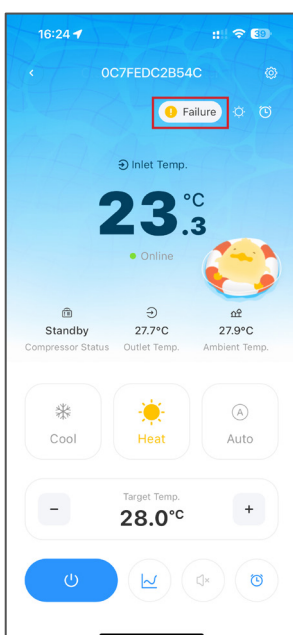 16:24
39
0C7FEDC2B54C
Failure
Inlet Temp.
23.3 °C
Online
Standby 27.7°C 27.9°C
Compressor Status Outlet Temp. Ambient Temp.
A
Cool Heat Auto
Target Temp.
− 28.0°C +